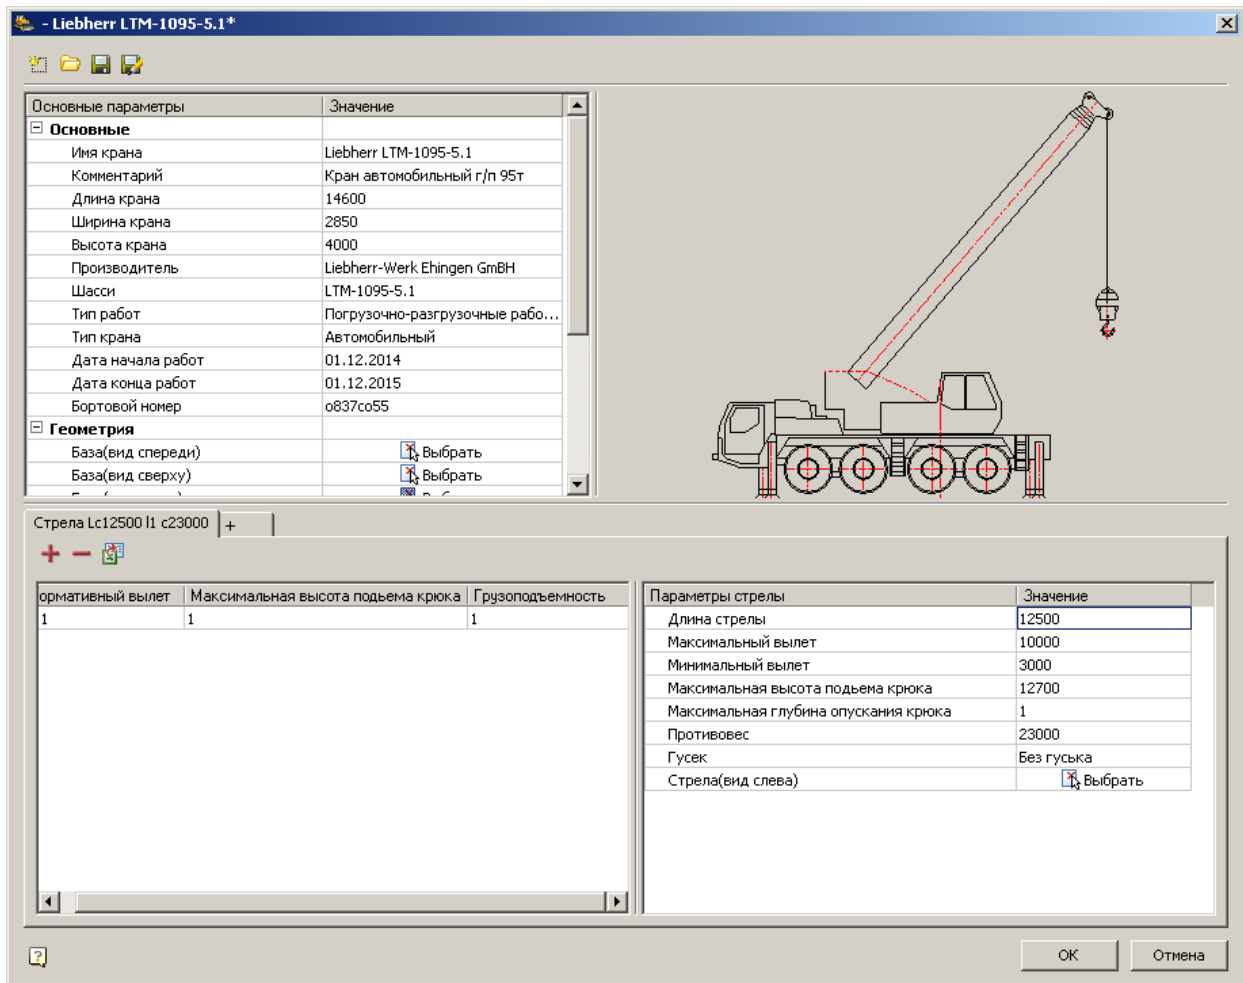 - Liebherr LTM-1095-5.1*
Основные параметры Значение
Основные
Имя крана Liebherr LTM-1095-5.1
Комментарий Кран автомобильный г/п 95т
Длина крана 14600
Ширина крана 2850
Высота крана 4000
Производитель Liebherr-Werk Ehingen GmBH
Шасси LTM-1095-5.1
Тип работ Погрузочно-разгрузочные рабо...
Тип крана Автомобильный
Дата начала работ 01.12.2014
Дата конца работ 01.12.2015
Бортовой номер о837со55
Геометрия
База(вид спереди) Выбрать
База(вид сверху) Выбрать
Стрела Lc12500 l1 c23000 +
ормативный вылет Максимальная высота подьема крюка Грузоподъемность
1 1 1
Параметры стрелы Значение
Длина стрелы 12500
Максимальный вылет 10000
Минимальный вылет 3000
Максимальная высота подьема крюка 12700
Максимальная глубина опускания крюка 1
Противовес 23000
Гусек Без гуська
Стрела(вид слева) Выбрать
ОК Отмена